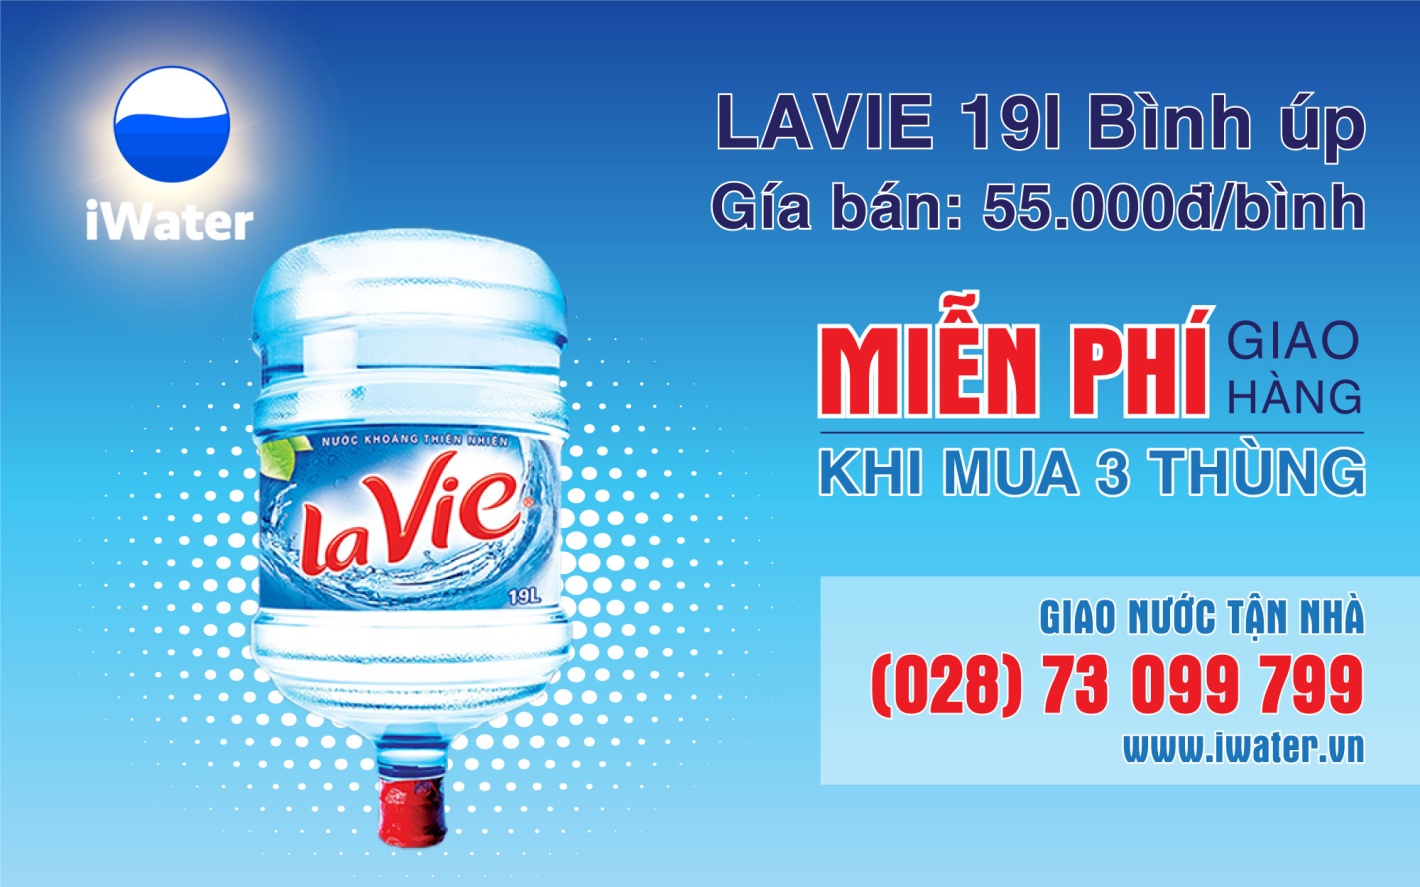 iWater
LAVIE 19l Bình úp
Gía bán: 55.000đ/bình
MIỄN PHÍ GIAO HÀNG
KHI MUA 3 THÙNG
NƯỚC KHOÁNG THIÊN NHIÊN
laVie
19L
GIAO NƯỚC TẬN NHÀ
(028) 73 099 799
www.iwater.vn